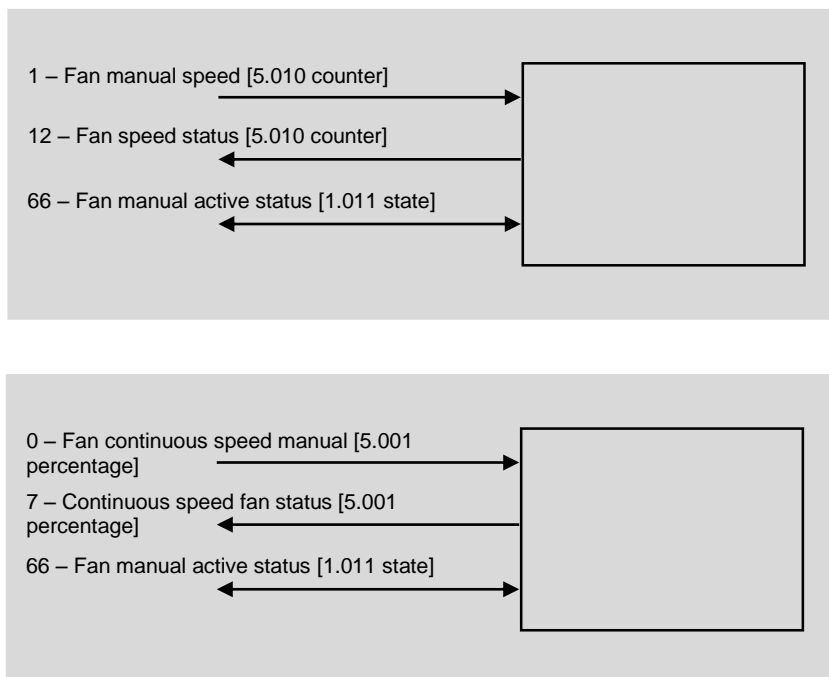 1 – Fan manual speed [5.010 counter]
12 – Fan speed status [5.010 counter]
66 – Fan manual active status [1.011 state]
0 – Fan continuous speed manual [5.001
percentage]
7 – Continuous speed fan status [5.001
percentage]
66 – Fan manual active status [1.011 state]